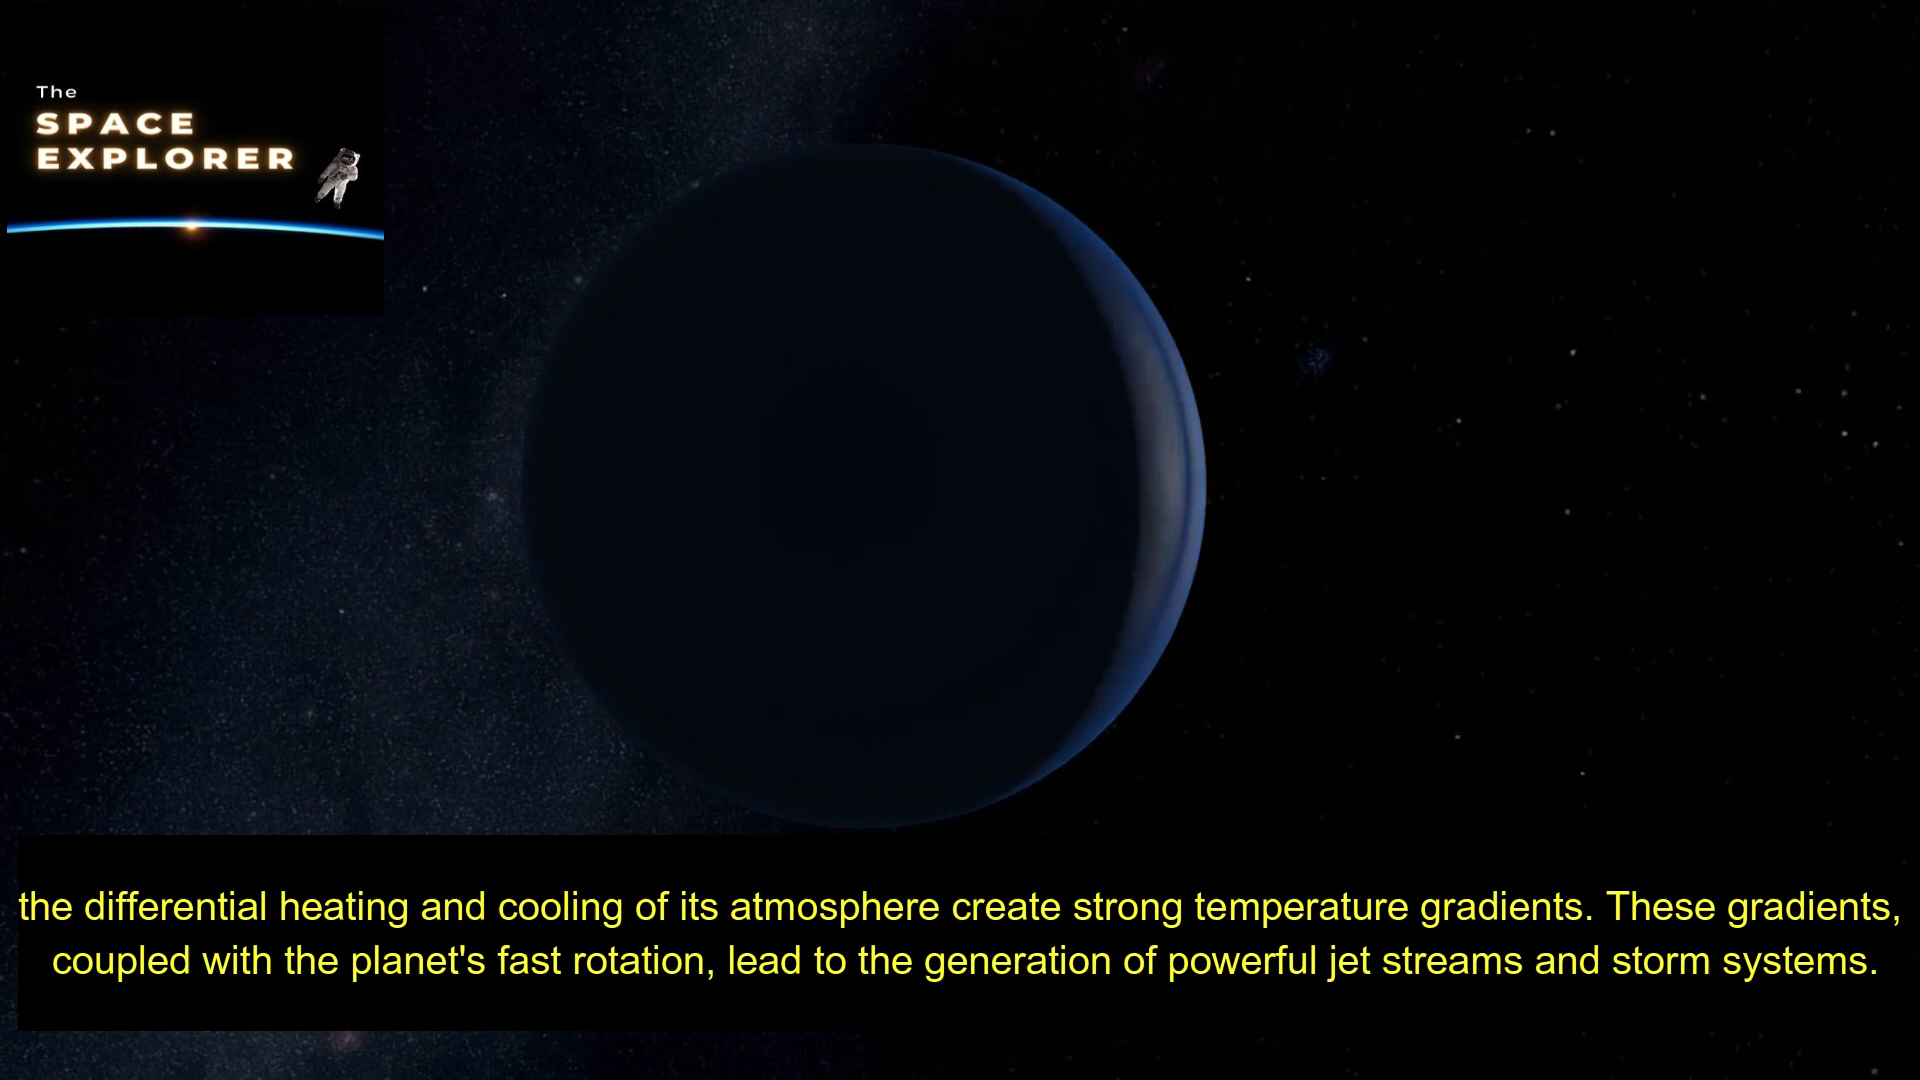 The
SPACE
EXPLORER
the differential heating and cooling of its atmosphere create strong temperature gradients. These gradients,
coupled with the planet's fast rotation, lead to the generation of powerful jet streams and storm systems.